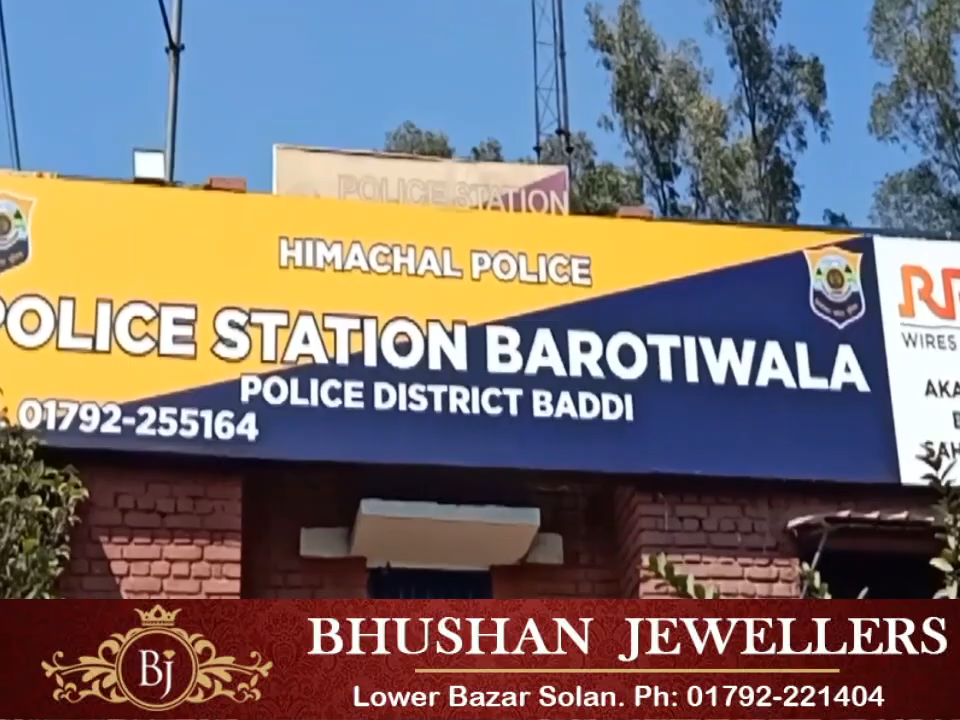 POLICE STATION
HIMACHAL POLICE
POLICE STATION BAROTIWALA
POLICE DISTRICT BADDI
01792-255164
WIRES
BJ
BHUSHAN JEWELLERS
Lower Bazar Solan. Ph: 01792-221404